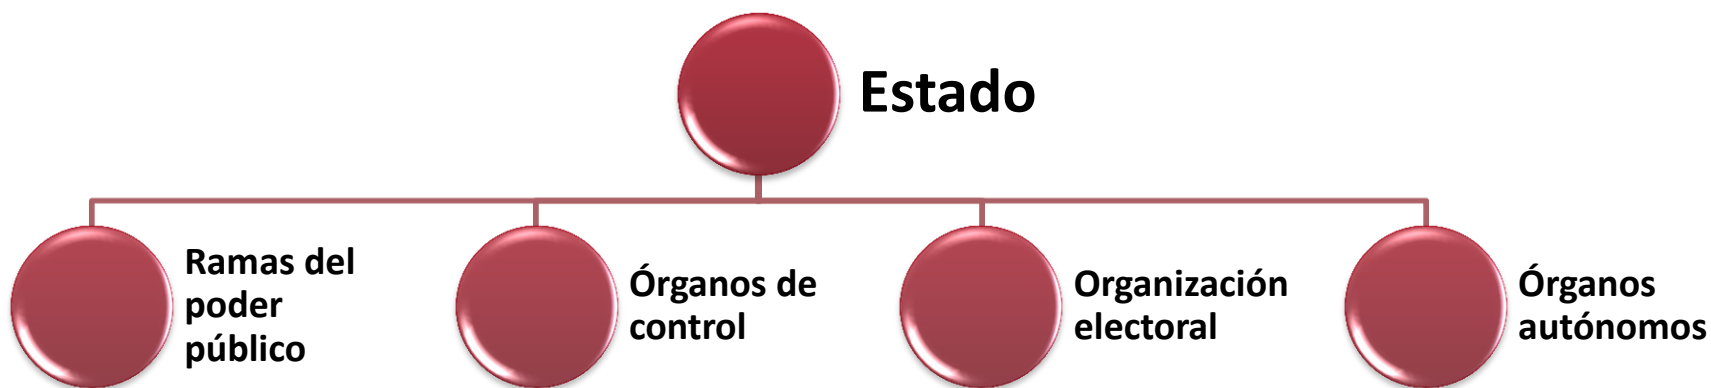 Estado
Ramas del
poder
público
Órganos de
control
Organización
electoral
Órganos
autónomos